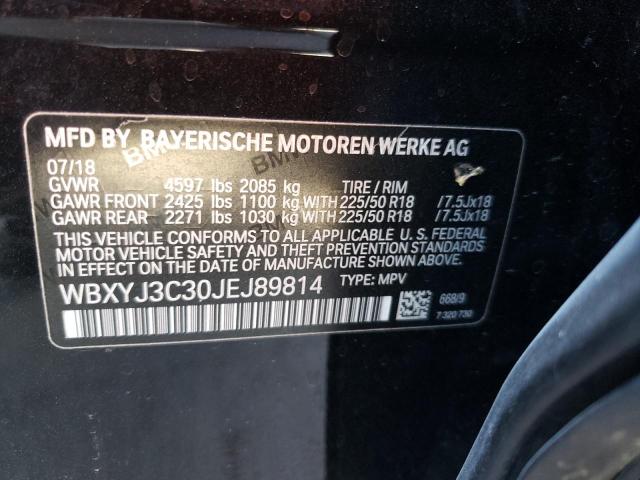 MFD BY BAYERISCHE MOTOREN WERKE AG
07/18
GVWR 4597 lbs 2085 kg TIRE / RIM
GAWR FRONT 2425 lbs 1100 kg WITH 225/50 R18 /7.5Jx18
GAWR REAR 2271 lbs 1030 kg WITH 225/50 R18 /7.5Jx18
THIS VEHICLE CONFORMS TO ALL APPLICABLE U. S. FEDERAL
MOTOR VEHICLE SAFETY AND THEFT PREVENTION
STANDARDS IN EFFECT ON THE DATE OF
MANUFACTURE SHOWN ABOVE.
WBXYJ3C30JEJ89814 TYPE: MPV
668/9
7 320 730